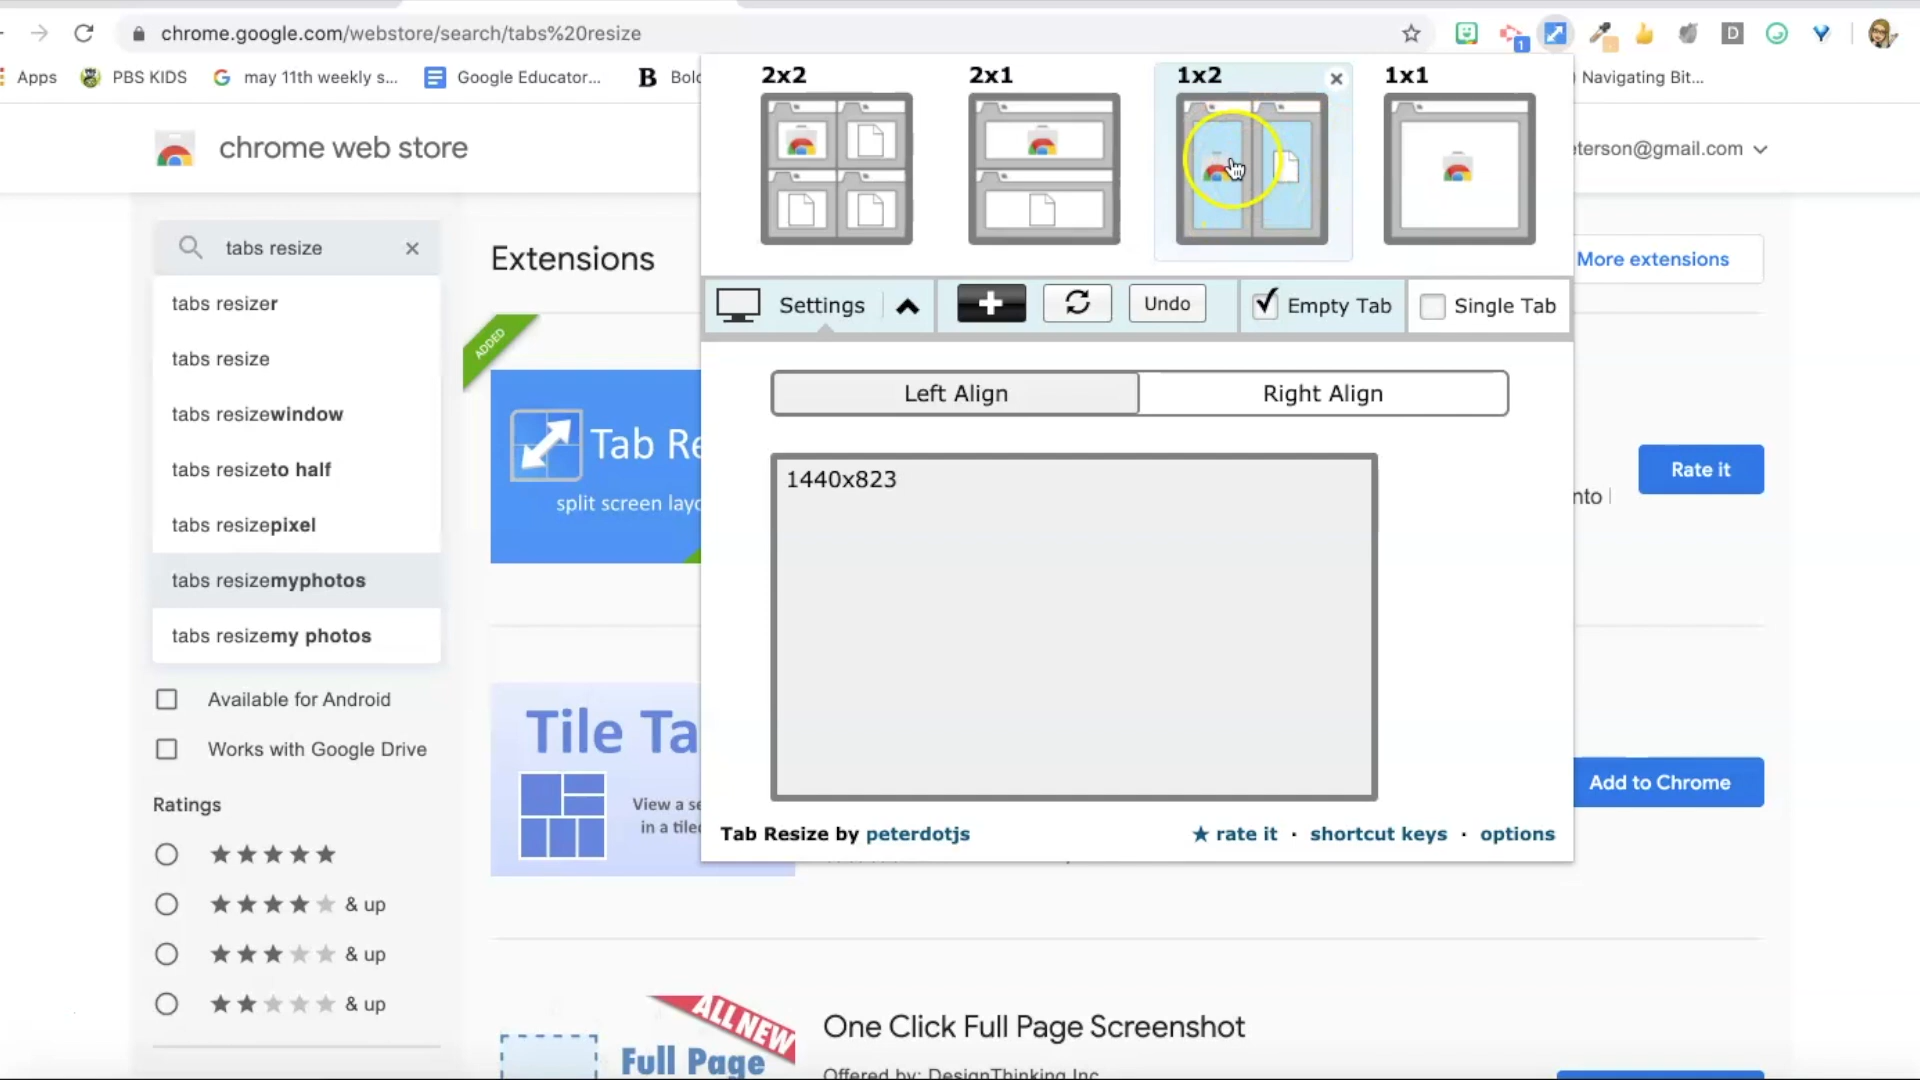 chrome.google.com/webstore/search/tabs%20resize
1
Apps
PBS KIDS
may 11th weekly s...
Google Educator...
B
Navigating Bit...
2x2
2x1
1x2
1x1
chrome web store
eterson@gmail.com
tabs resize
Extensions
More extensions
Settings
Undo
Empty Tab
Single Tab
tabs resizer
tabs resize
tabs resizewindow
tabs resizeto half
tabs resizepixel
tabs resizemyphotos
tabs resizemy photos
ADDED
Tab Re
split screen layo
Left Align
Right Align
Rate it
nto
1440x823
Available for Android
Works with Google Drive
Tile Ta
View a se
in a tiled
Add to Chrome
Tab Resize by peterdotjs
★ rate it · shortcut keys · options
Ratings
& up
& up
& up
ALL NEW
Full Page
One Click Full Page Screenshot
Offered by: DesignThinking Inc